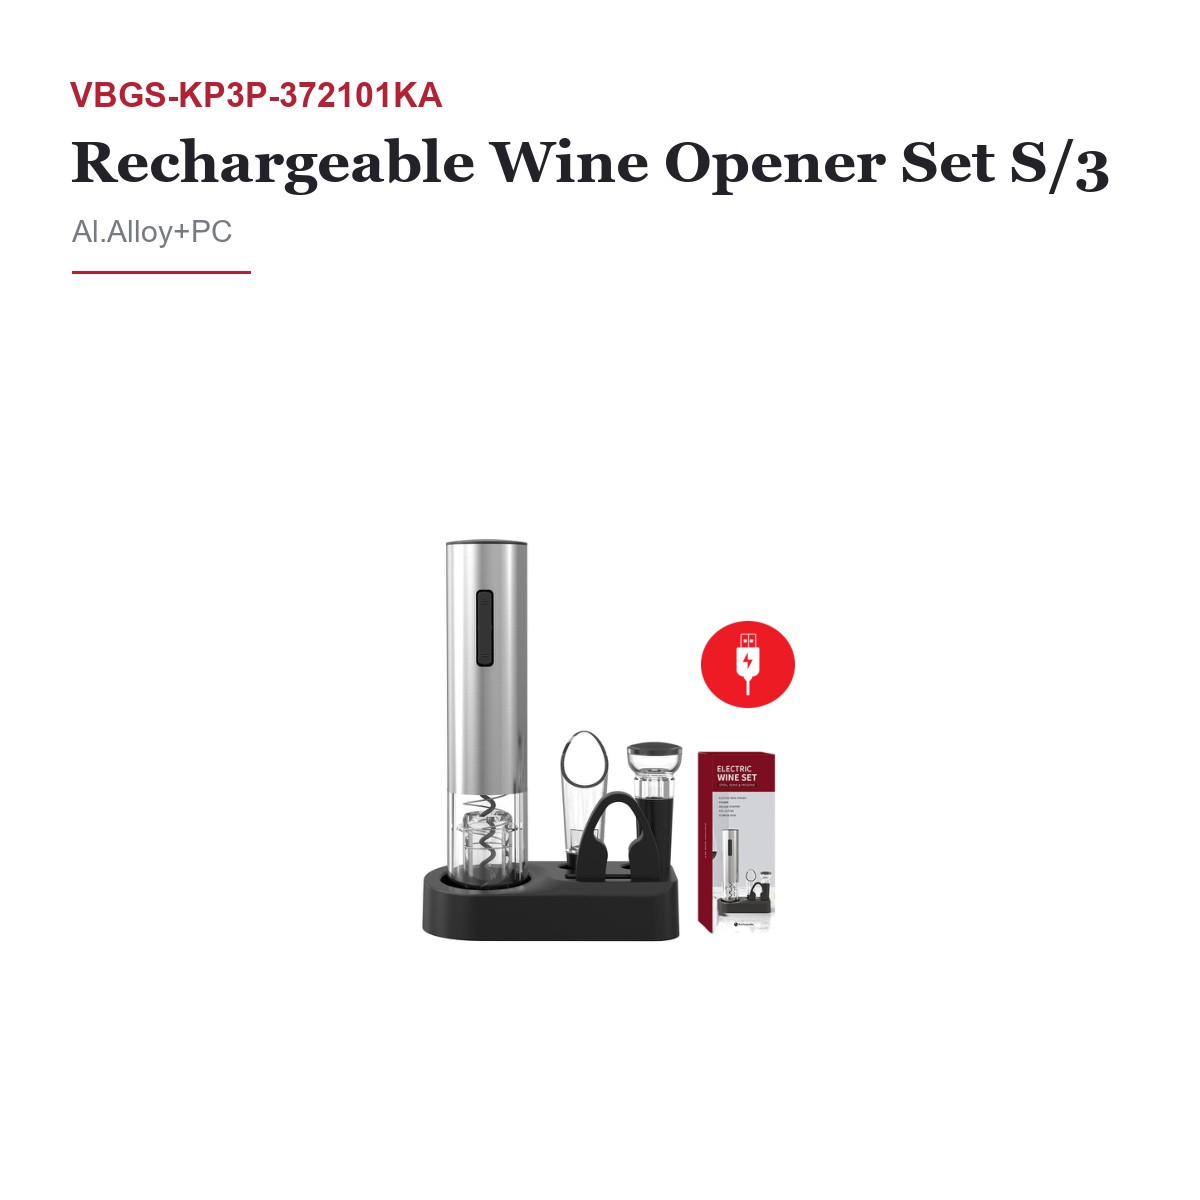 VBGS-KP3P-372101KA
Rechargeable Wine Opener Set S/3
Al.Alloy+PC
ELECTRIC
WINE SET